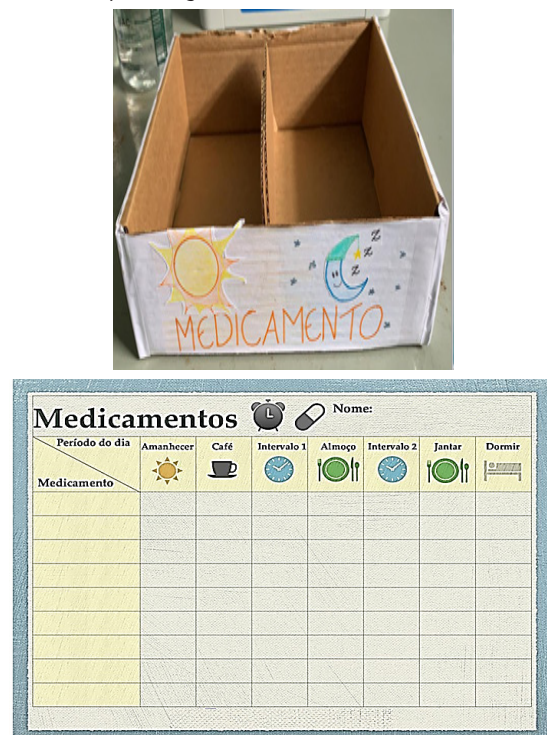 z
z
z
MEDICAMENTO
Medicamentos
Nome:
Período do dia
Amanhecer Café Intervalo 1 Almoço Intervalo 2 Jantar Dormir
Medicamento